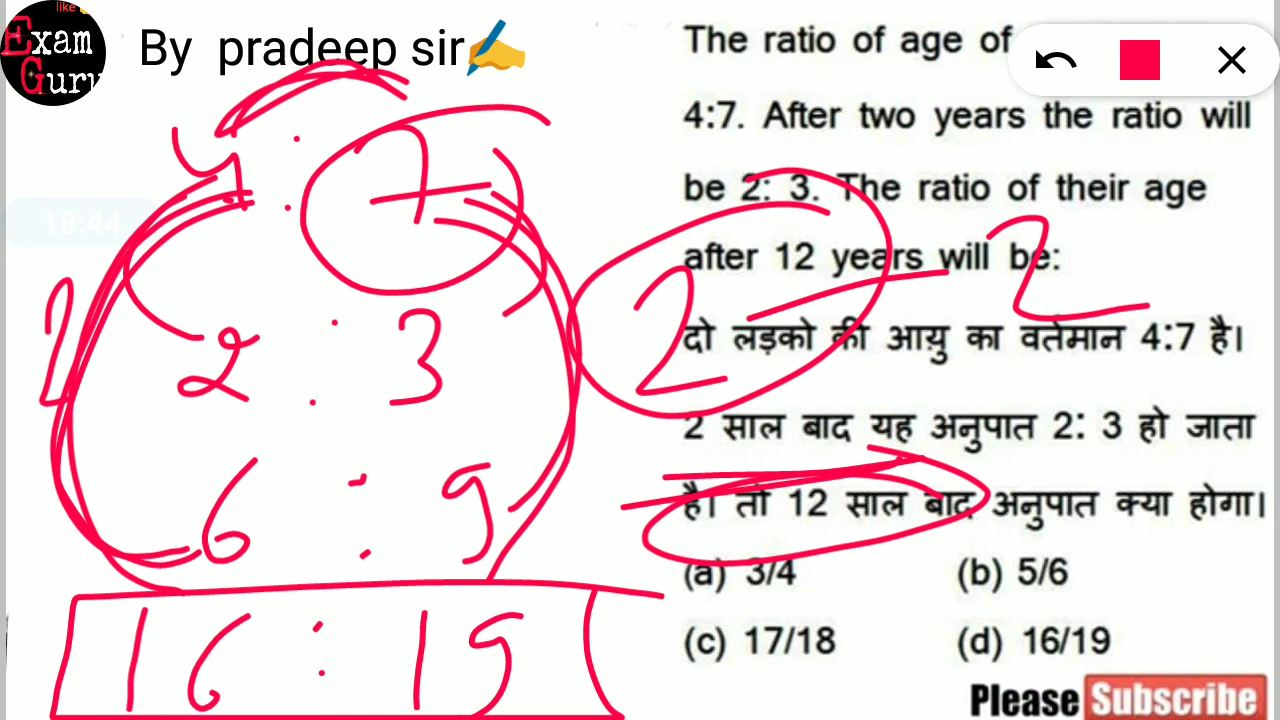 like
Exam
Guru
By pradeep sir✍️
The ratio of age of
4:7. After two years the ratio will
be 2: 3. The ratio of their age
after 12 years will be:
दो लड़को की आयु का वर्तमान 4:7 है।
2 साल बाद यह अनुपात 2: 3 हो जाता
है। तो 12 साल बाद अनुपात क्या होगा।
(a) 3/4 (b) 5/6
(c) 17/18 (d) 16/19
Please Subscribe
18:44
4 : 7
2 : 3
6 : 9
16 : 19
2
2